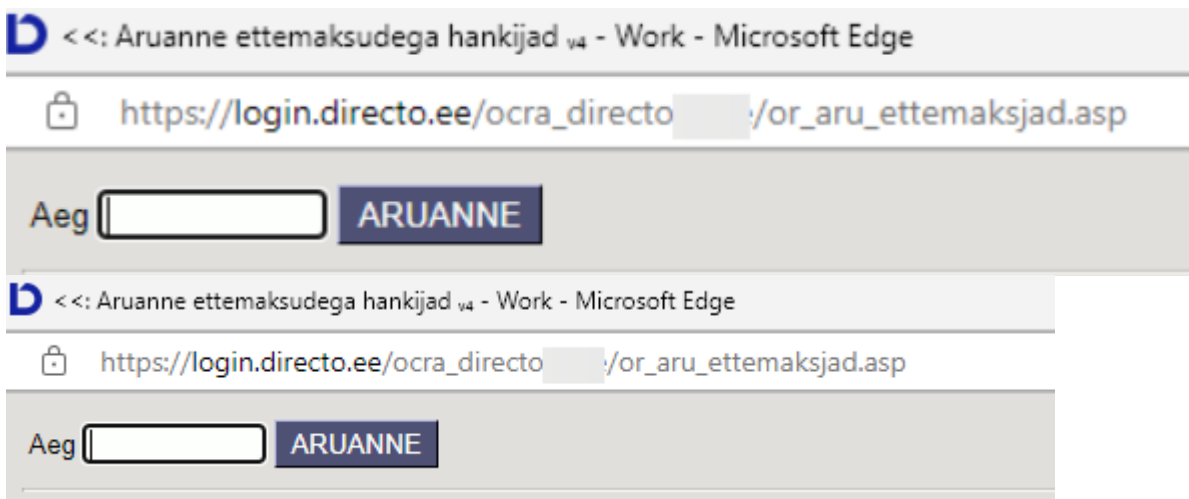 <<: Aruanne ettemaksudega hankijad v4 - Work - Microsoft Edge
https://login.directo.ee/ocra_directo /or_aru_ettemaksjad.asp
Aeg ARUANNE
<<: Aruanne ettemaksudega hankijad v4 - Work - Microsoft Edge
https://login.directo.ee/ocra_directo /or_aru_ettemaksjad.asp
Aeg ARUANNE